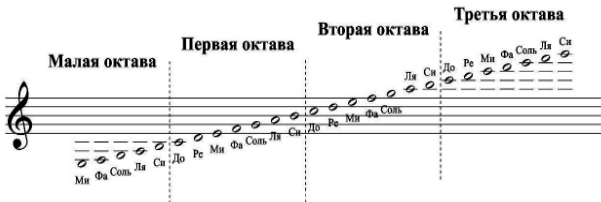 Малая октава
Первая октава
Вторая октава
Третья октава
Ми Фа Соль Ля Си
До Ре Ми Фа Соль Ля Си
До Ре Ми Фа Соль Ля Си
До Ре Ми Фа Соль Ля Си